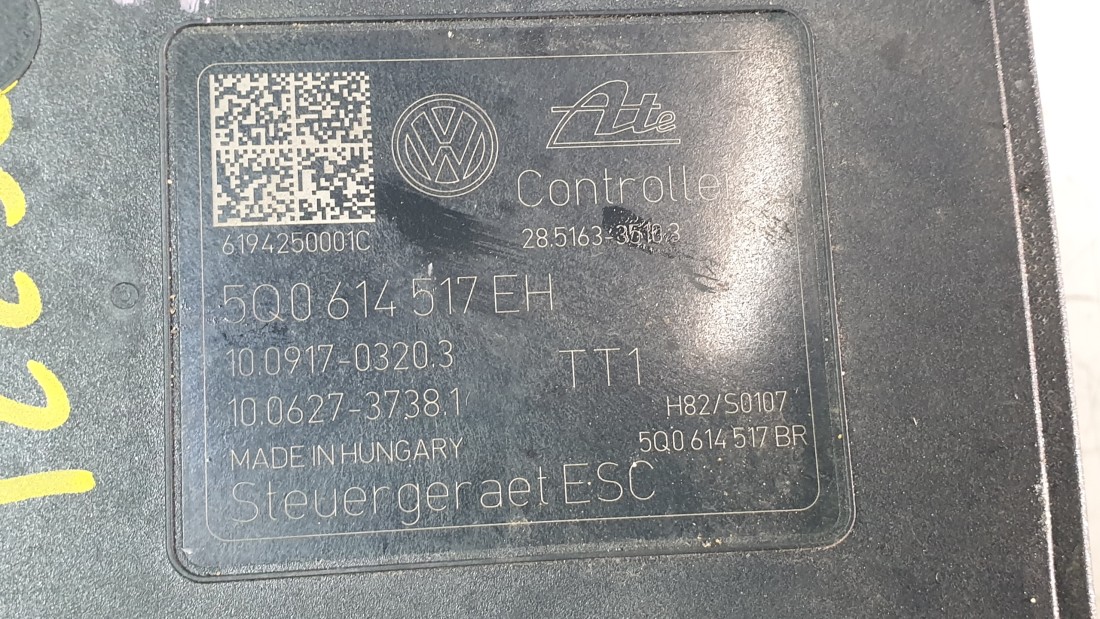 Ate
Controller
6194250001C
28.5163-3510.3
5Q0 614 517 EH
10.0917-0320.3
TT1
10.0627-3738.1
H82/S0107
MADE IN HUNGARY
5Q0 614 517 BR
Steuergeraet ESC